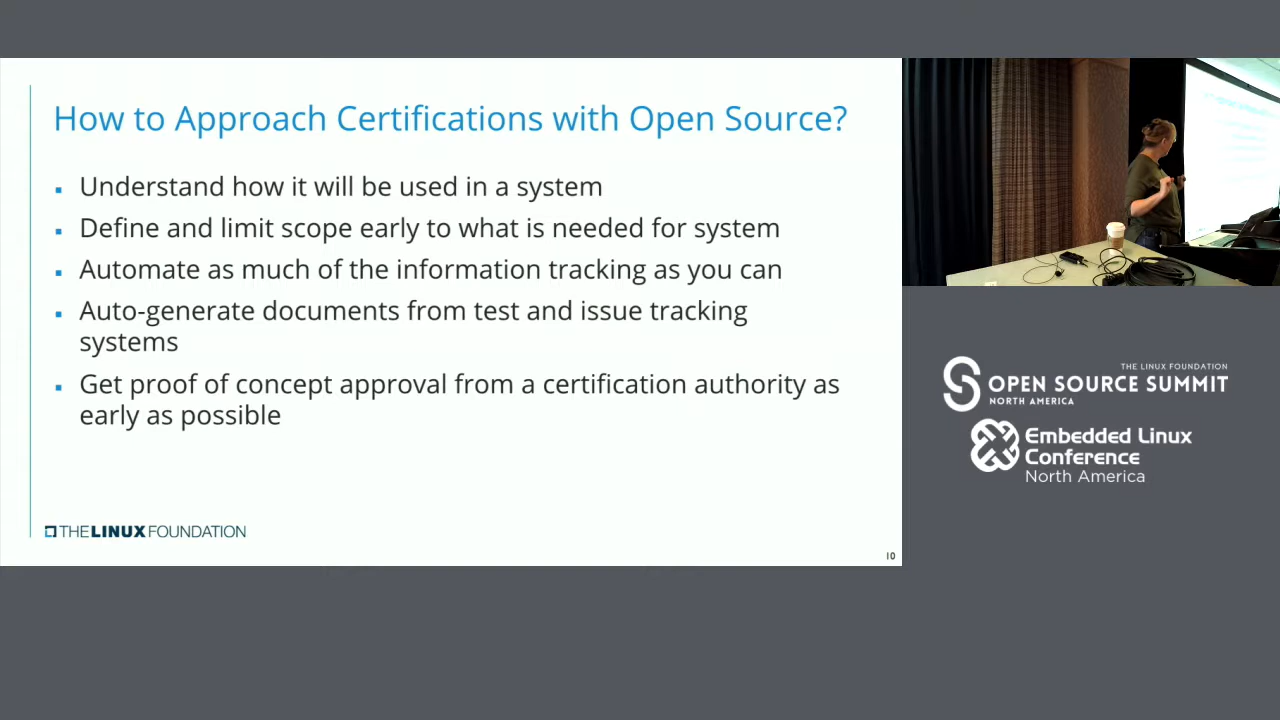 How to Approach Certifications with Open Source?
▪ Understand how it will be used in a system
▪ Define and limit scope early to what is needed for system
▪ Automate as much of the information tracking as you can
▪ Auto-generate documents from test and issue tracking
systems
▪ Get proof of concept approval from a certification authority as
early as possible
THE LINUX FOUNDATION
10
THE LINUX FOUNDATION
OPEN SOURCE SUMMIT
NORTH AMERICA
Embedded Linux
Conference
North America